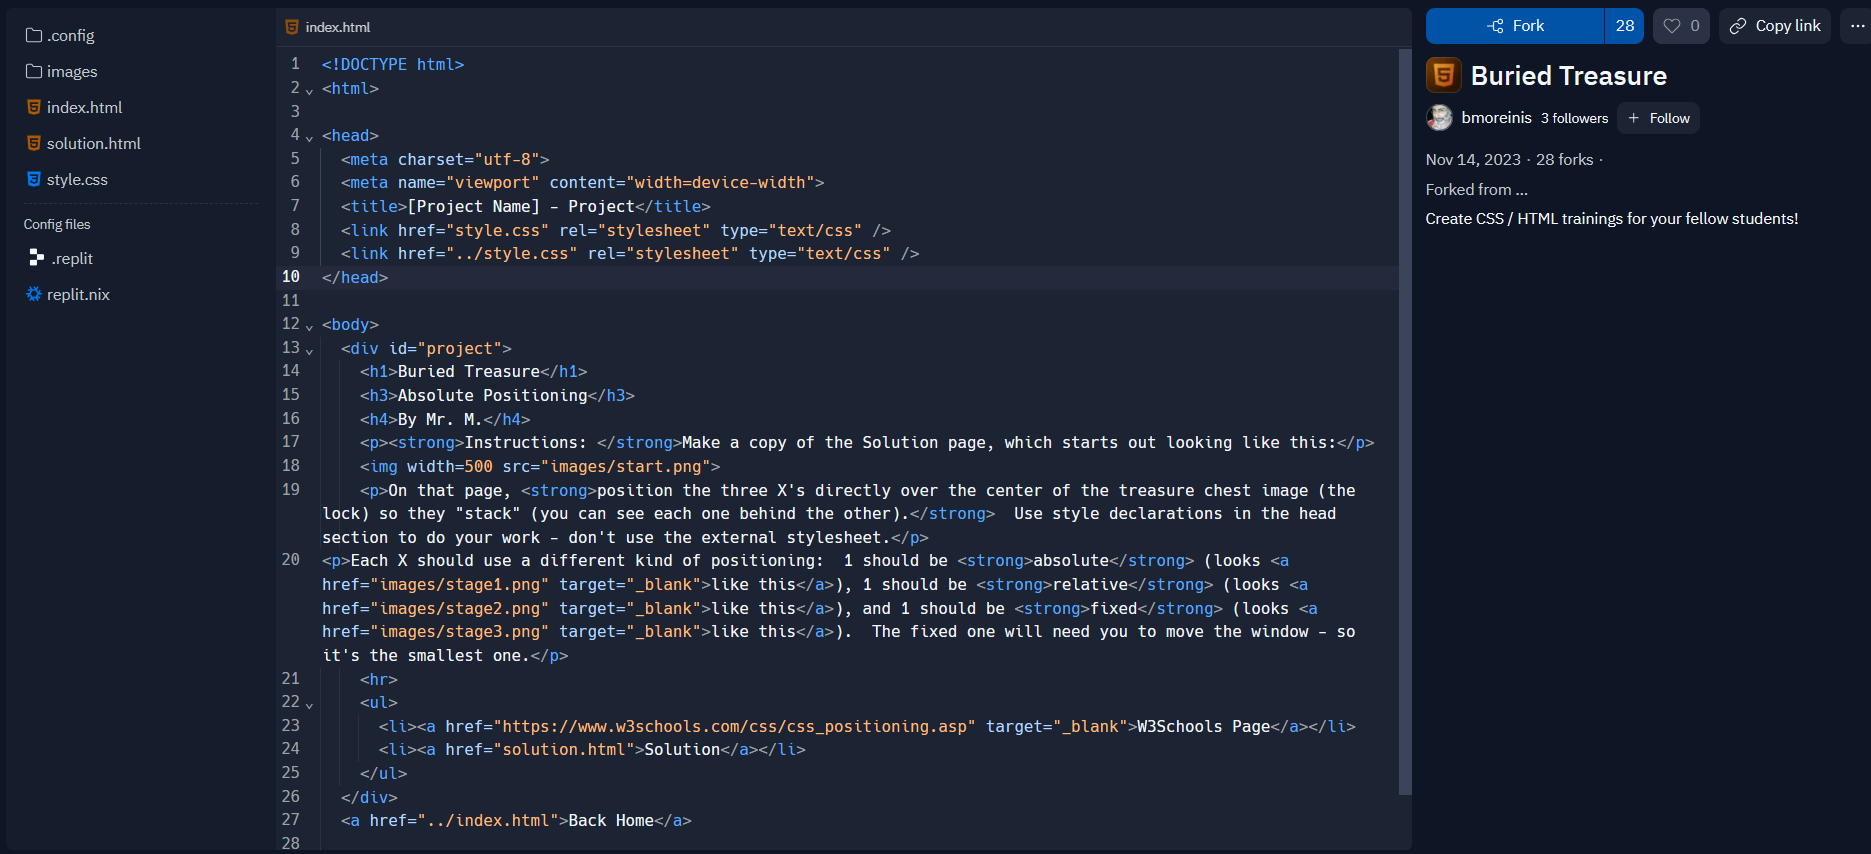 .config
images
index.html
solution.html
style.css
Config files
.replit
replit.nix
index.html
1 <!DOCTYPE html>
2 <html>
3
4 <head>
5 <meta charset="utf-8">
6 <meta name="viewport" content="width=device-width">
7 <title>[Project Name] - Project</title>
8 <link href="style.css" rel="stylesheet" type="text/css" />
9 <link href="../style.css" rel="stylesheet" type="text/css" />
10 </head>
11
12 <body>
13 <div id="project">
14 <h1>Buried Treasure</h1>
15 <h3>Absolute Positioning</h3>
16 <h4>By Mr. M.</h4>
17 <p><strong>Instructions: </strong>Make a copy of the Solution page, which starts out looking like this:</p>
18 <img width=500 src="images/start.png">
19 <p>On that page, <strong>position the three X's directly over the center of the treasure chest image (the
lock) so they "stack" (you can see each one behind the other).</strong>  Use style declarations in the head
section to do your work - don't use the external stylesheet.</p>
20 <p>Each X should use a different kind of positioning:  1 should be <strong>absolute</strong> (looks <a
href="images/stage1.png" target="_blank">like this</a>), 1 should be <strong>relative</strong> (looks <a
href="images/stage2.png" target="_blank">like this</a>), and 1 should be <strong>fixed</strong> (looks <a
href="images/stage3.png" target="_blank">like this</a>).  The fixed one will need you to move the window - so
it's the smallest one.</p>
21 <hr>
22 <ul>
23 <li><a href="https://www.w3schools.com/css/css_positioning.asp" target="_blank">W3Schools Page</a></li>
24 <li><a href="solution.html">Solution</a></li>
25 </ul>
26 </div>
27 <a href="../index.html">Back Home</a>
28
Fork 28 0 Copy link ...
Buried Treasure
bmoreinis 3 followers + Follow
Nov 14, 2023 · 28 forks ·
Forked from ...
Create CSS / HTML trainings for your fellow students!